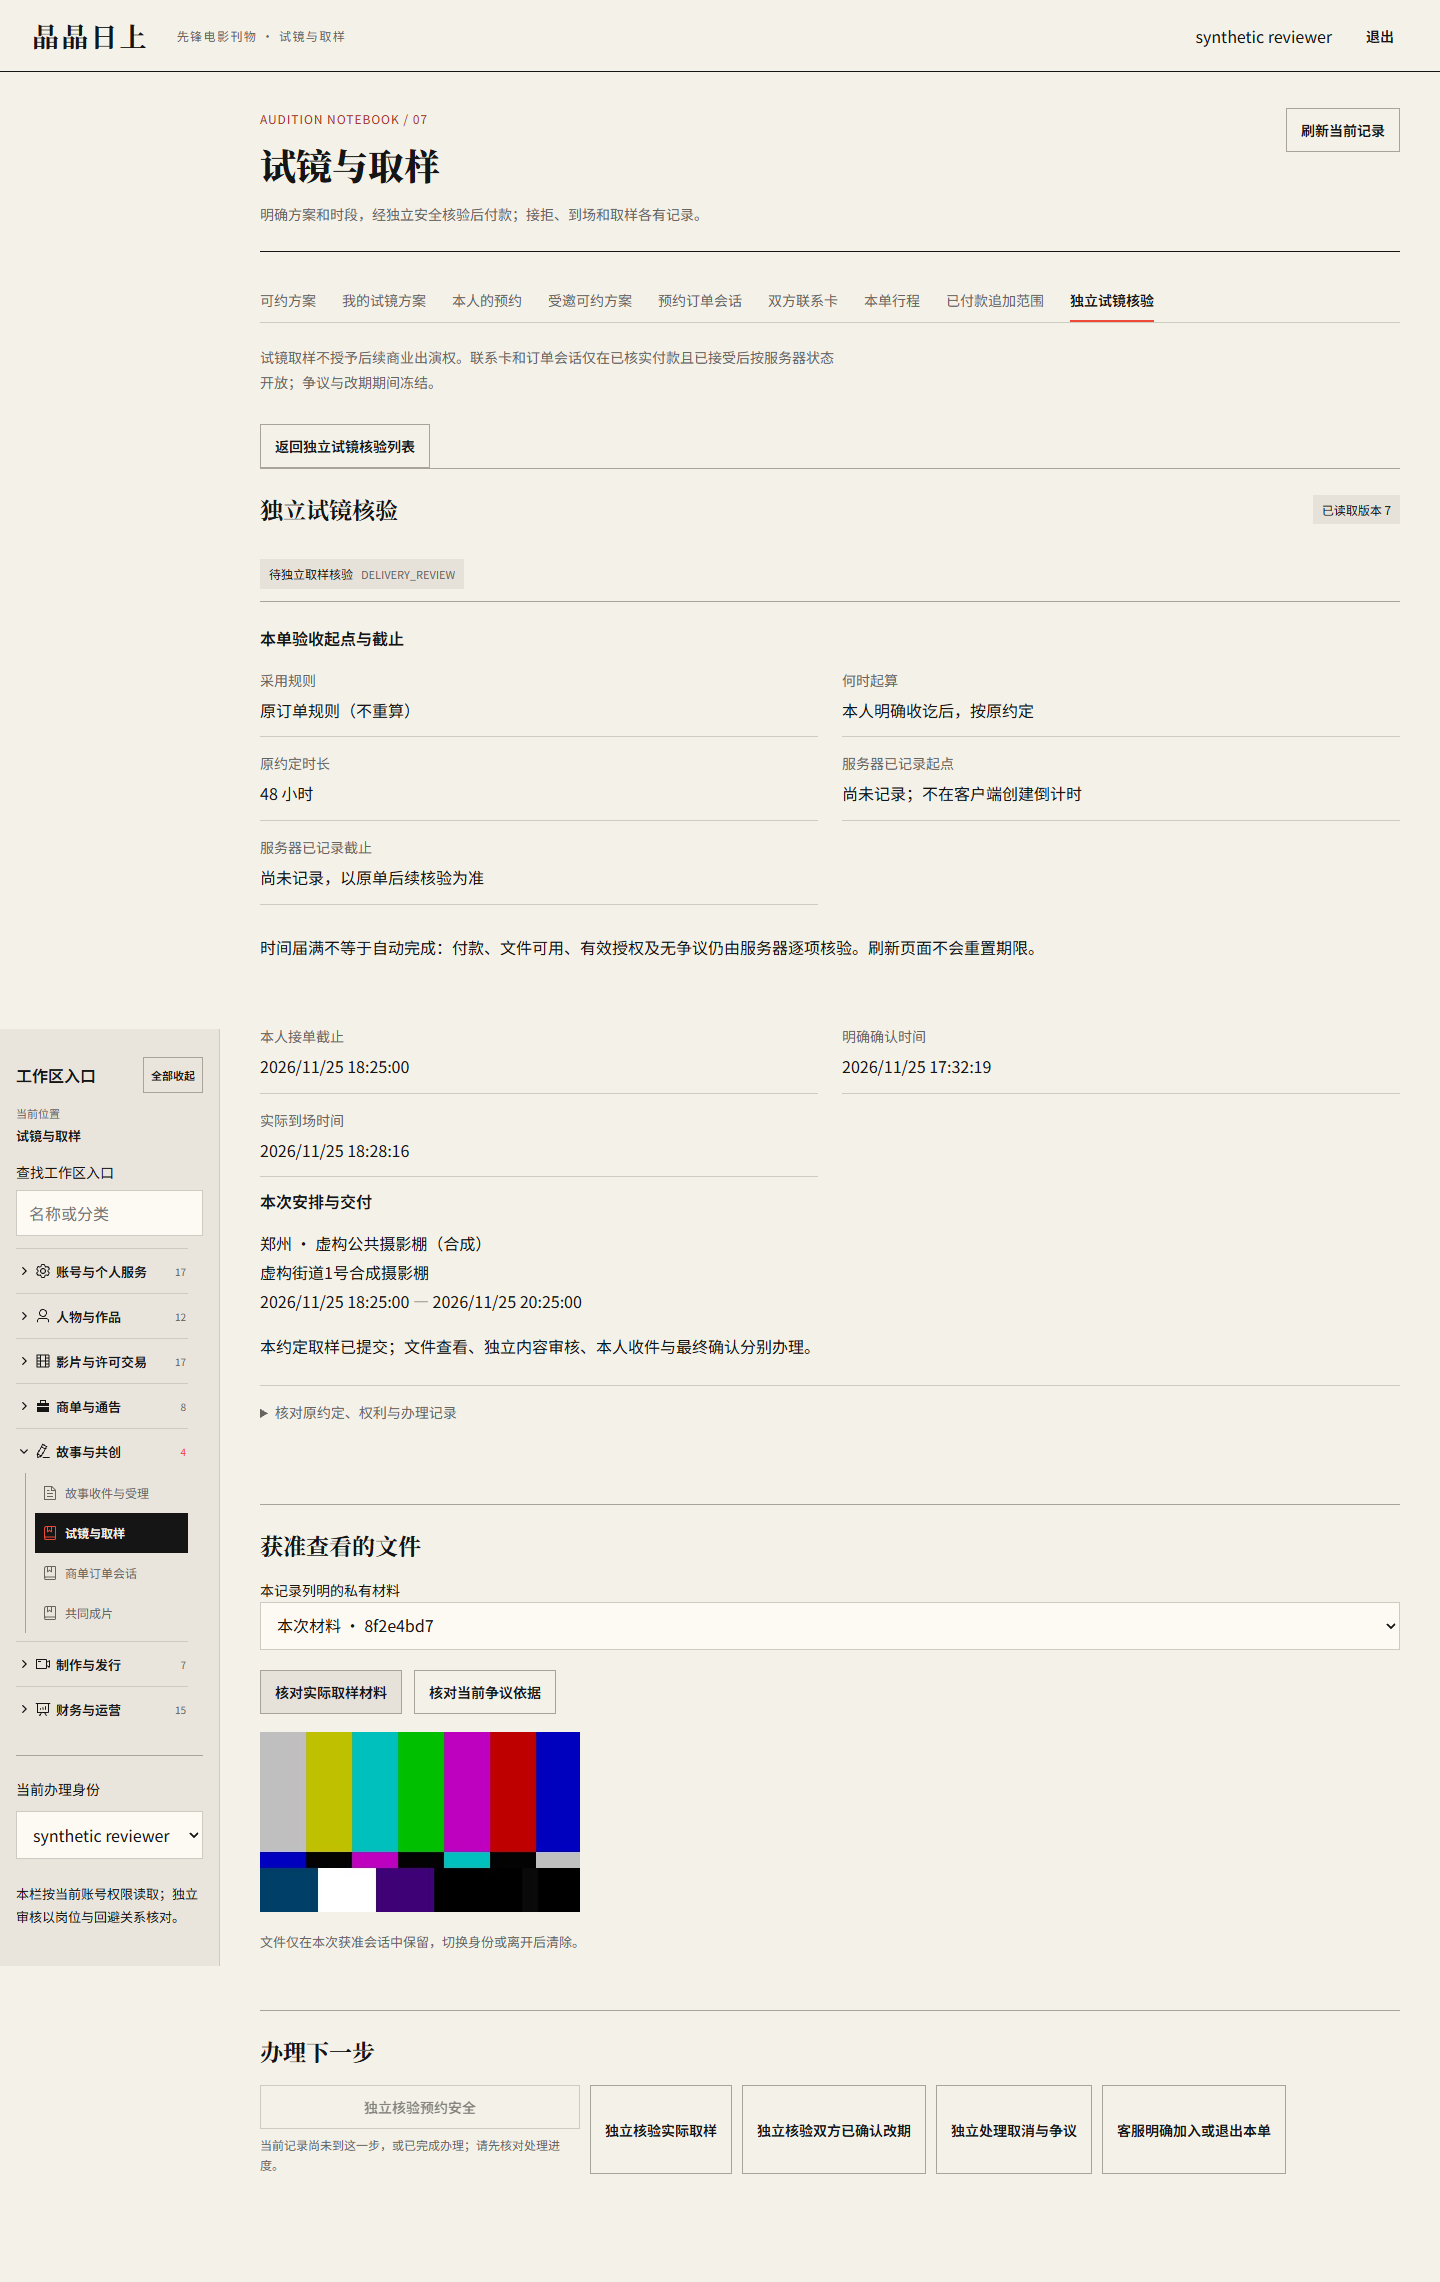 晶晶日上
先锋电影刊物 · 试镜与取样
synthetic reviewer
退出
AUDITION NOTEBOOK / 07
试镜与取样
刷新当前记录
明确方案和时段，经独立安全核验后付款；接拒、到场和取样各有记录。
可约方案 我的试镜方案 本人的预约 受邀可约方案 预约订单会话 双方联系卡 本单行程 已付款追加范围 独立试镜核验
试镜取样不授予后续商业出演权。联系卡和订单会话仅在已核实付款且已接受后按服务器状态
开放；争议与改期期间冻结。
返回独立试镜核验列表
独立试镜核验
已读取版本 7
待独立取样核验 DELIVERY_REVIEW
本单验收起点与截止
采用规则
原订单规则（不重算）
何时起算
本人明确收讫后，按原约定
原约定时长
48 小时
服务器已记录起点
尚未记录；不在客户端创建倒计时
服务器已记录截止
尚未记录，以原单后续核验为准
时间届满不等于自动完成：付款、文件可用、有效授权及无争议仍由服务器逐项核验。刷新页面不会重置期限。
本人接单截止
2026/11/25 18:25:00
明确确认时间
2026/11/25 17:32:19
实际到场时间
2026/11/25 18:28:16
本次安排与交付
郑州 · 虚构公共摄影棚（合成）
虚构街道1号合成摄影棚
2026/11/25 18:25:00 — 2026/11/25 20:25:00
本约定取样已提交；文件查看、独立内容审核、本人收件与最终确认分别办理。
核对原约定、权利与办理记录
工作区入口
全部收起
当前位置
试镜与取样
查找工作区入口
名称或分类
账号与个人服务 17
人物与作品 12
影片与许可交易 17
商单与通告 8
故事与共创 4
故事收件与受理
试镜与取样
商单订单会话
共同成片
制作与发行 7
财务与运营 15
当前办理身份
synthetic reviewer
本栏按当前账号权限读取；独立
审核以岗位与回避关系核对。
获准查看的文件
本记录列明的私有材料
本次材料 · 8f2e4bd7
核对实际取样材料
核对当前争议依据
文件仅在本次获准会话中保留，切换身份或离开后清除。
办理下一步
独立核验预约安全
当前记录尚未到这一步，或已完成办理；请先核对处理进
度。
独立核验实际取样
独立核验双方已确认改期
独立处理取消与争议
客服明确加入或退出本单